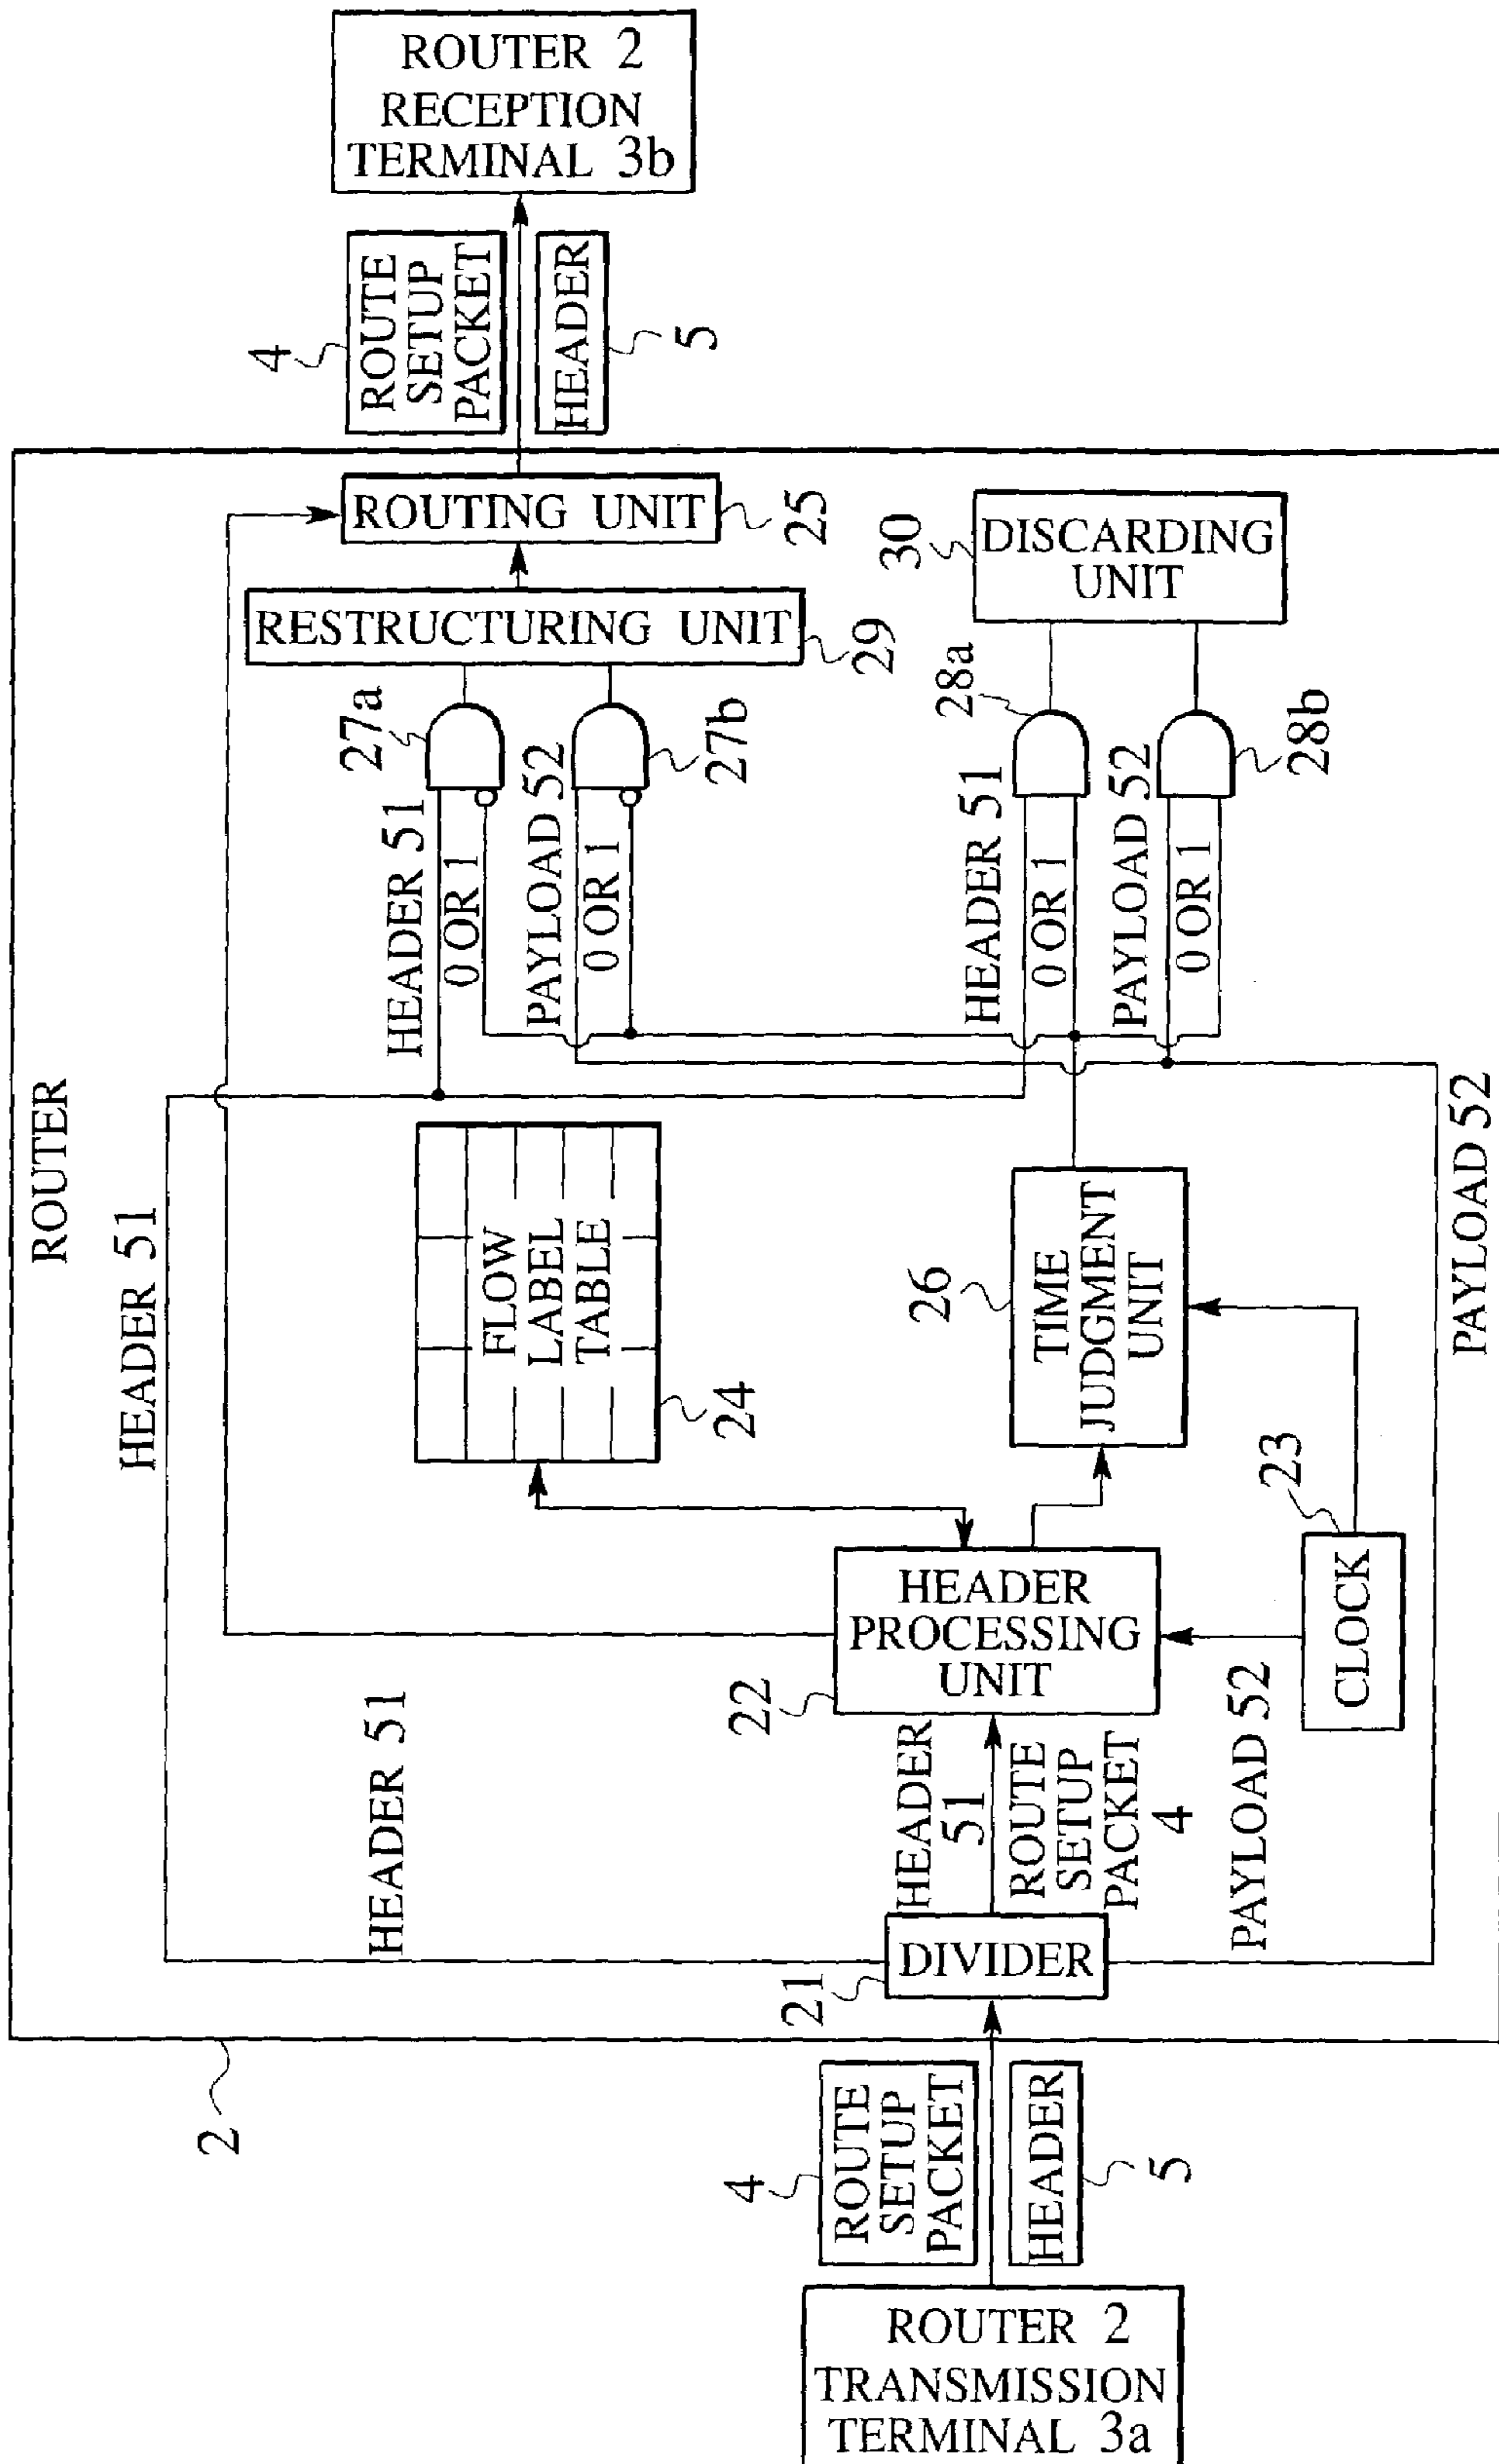 ROUTER
2
ROUTER 2
TRANSMISSION
TERMINAL 3a
4
ROUTE
SETUP
PACKET
HEADER
5
21
DIVIDER
HEADER 51
HEADER 51
HEADER
51
ROUTE
SETUP
PACKET
4
PAYLOAD 52
PAYLOAD 52
22
HEADER
PROCESSING
UNIT
23
CLOCK
FLOW
LABEL
TABLE
24
26
TIME
JUDGMENT
UNIT
HEADER 51
0 OR 1
PAYLOAD 52
0 OR 1
27a
27b
HEADER 51
0 OR 1
PAYLOAD 52
0 OR 1
28a
28b
RESTRUCTURING UNIT
29
ROUTING UNIT
25
30
DISCARDING
UNIT
4
ROUTE
SETUP
PACKET
HEADER
5
ROUTER 2
RECEPTION
TERMINAL 3b